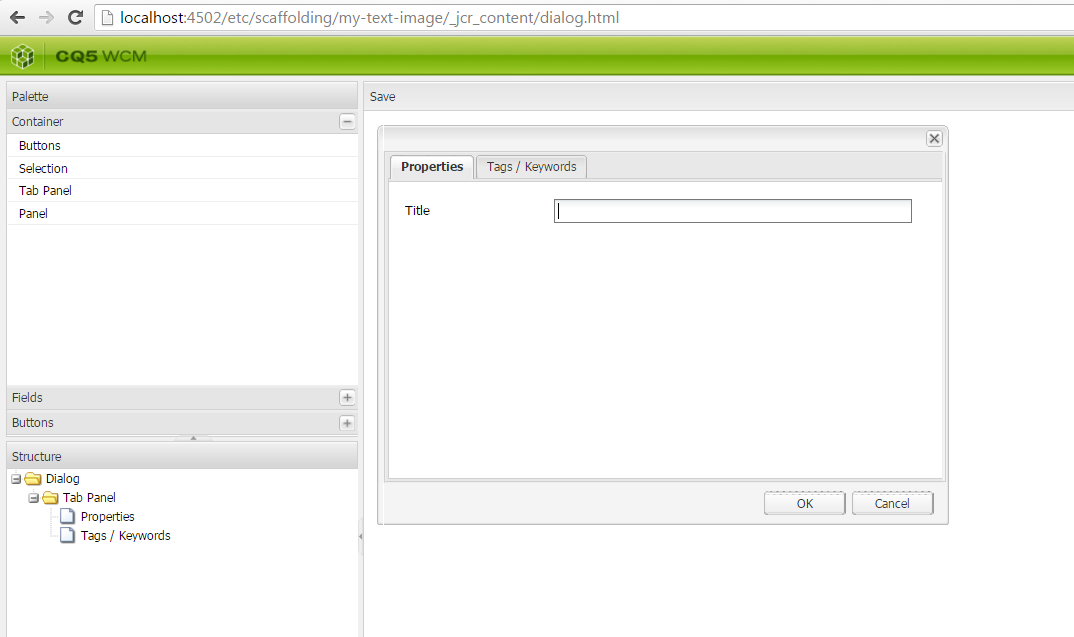 localhost:4502/etc/scaffolding/my-text-image/_jcr_content/dialog.html
CQ5 WCM
Palette
Container
Buttons
Selection
Tab Panel
Panel
Fields
Buttons
Structure
Dialog
Tab Panel
Properties
Tags / Keywords
Save
Properties Tags / Keywords
Title
OK Cancel